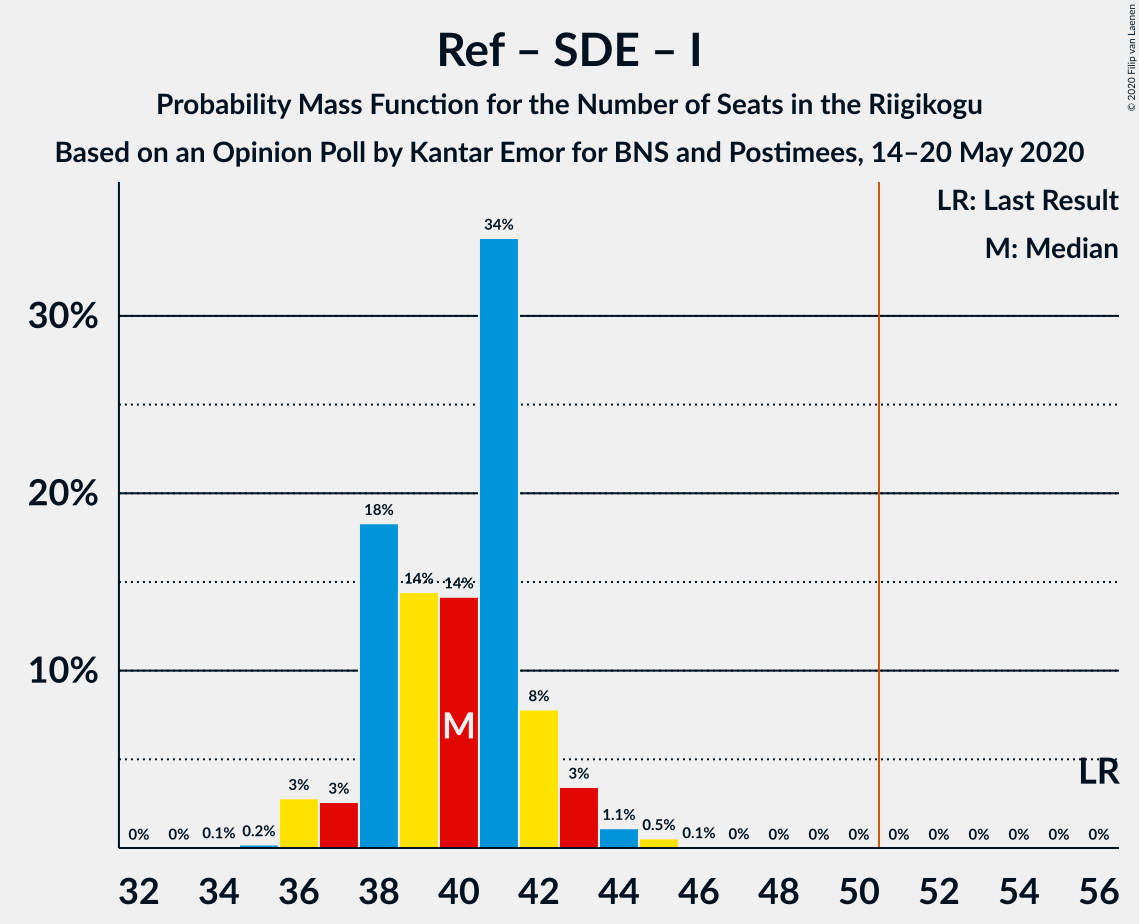 Ref – SDE – I
Probability Mass Function for the Number of Seats in the Riigikogu
Based on an Opinion Poll by Kantar Emor for BNS and Postimees, 14–20 May 2020
© 2020 Filip van Laenen
LR: Last Result
M: Median
30%
20%
10%
0% 0% 0.1% 0.2% 3% 3% 18% 14% 14% 34% 8% 3% 1.1% 0.5% 0.1% 0% 0% 0% 0% 0% 0% 0% 0% 0% 0%
M
LR
32 34 36 38 40 42 44 46 48 50 52 54 56